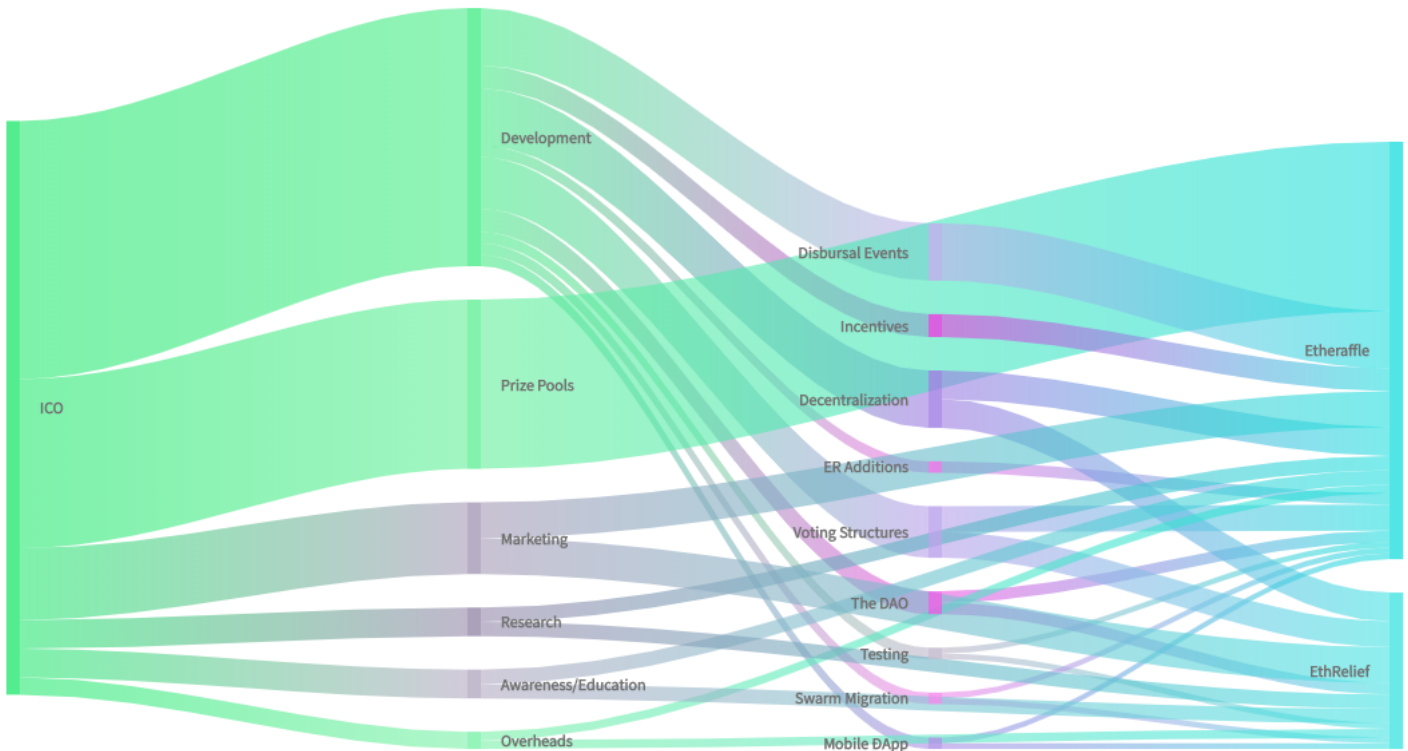 ICO
Development
Prize Pools
Marketing
Research
Awareness/Education
Overheads
Disbursal Events
Incentives
Decentralization
ER Additions
Voting Structures
The DAO
Testing
Swarm Migration
Mobile ĐApp
Etheraffle
EthRelief